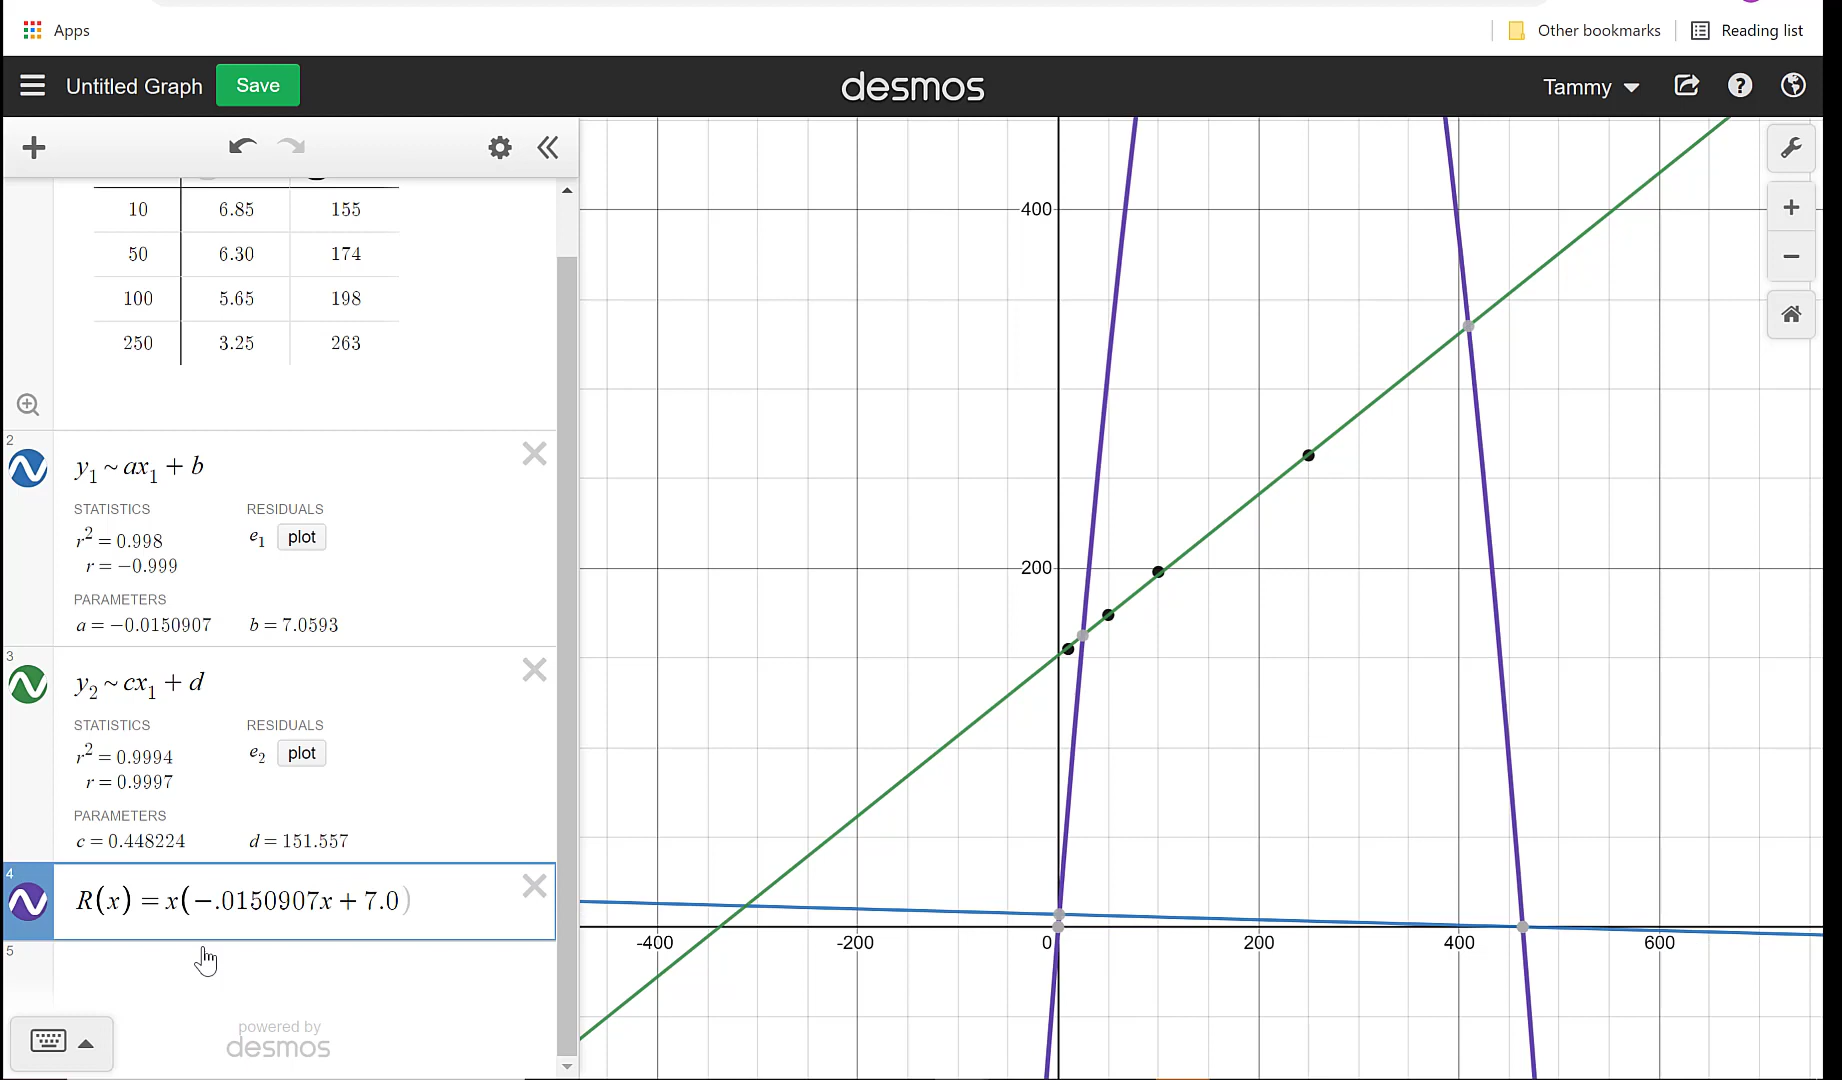 Apps
Other bookmarks
Reading list
Untitled Graph
Save
desmos
Tammy
10 6.85 155
50 6.30 174
100 5.65 198
250 3.25 263
2
y₁ ~ ax₁ + b
STATISTICS RESIDUALS
r² = 0.998 e₁ plot
r = −0.999
PARAMETERS
a = −0.0150907 b = 7.0593
3
y₂ ~ cx₁ + d
STATISTICS RESIDUALS
r² = 0.9994 e₂ plot
r = 0.9997
PARAMETERS
c = 0.448224 d = 151.557
4
R(x) = x(−.0150907x + 7.0)
5
powered by
desmos
400
200
-400 -200 0 200 400 600